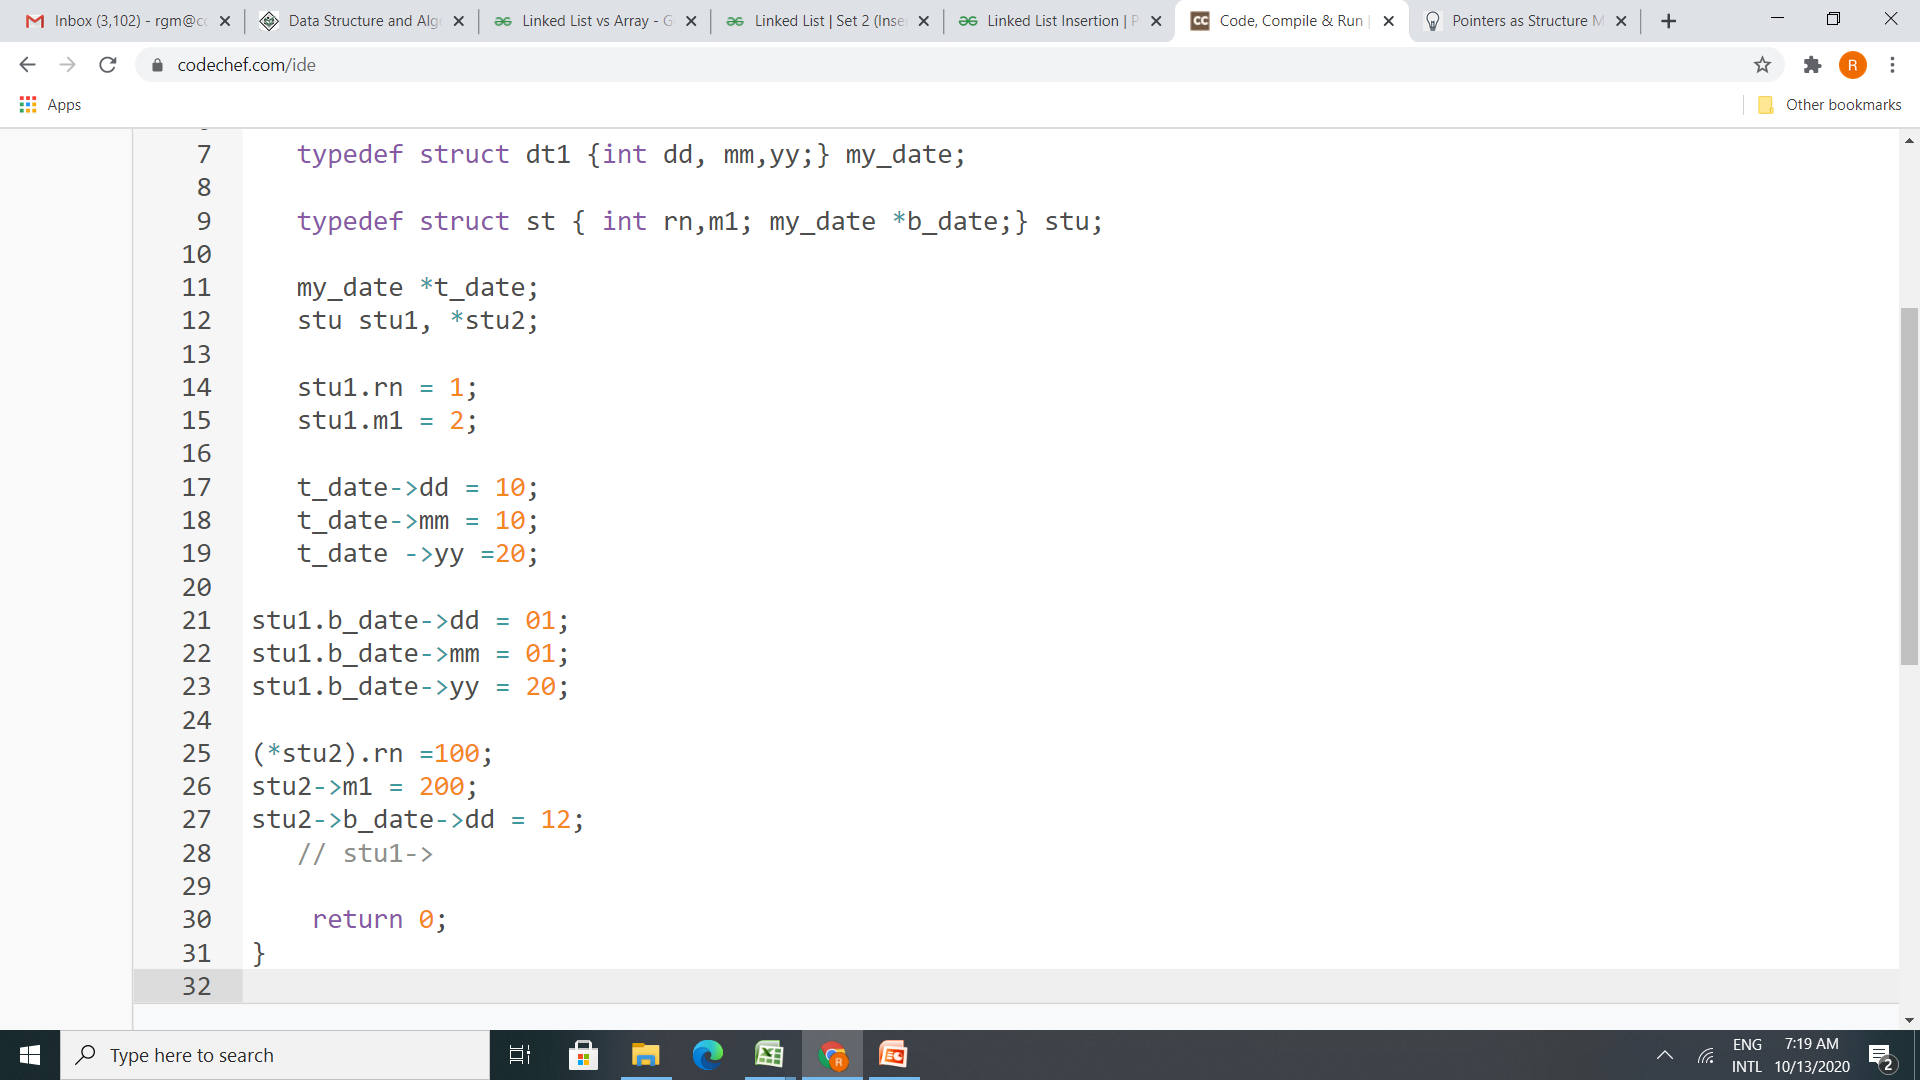 Inbox (3,102) - rgm@cc
Data Structure and Alg
Linked List vs Array - G
Linked List | Set 2 (Inse
Linked List Insertion | P
Code, Compile & Run |
Pointers as Structure M
codechef.com/ide
R
Apps
Other bookmarks
7 typedef struct dt1 {int dd, mm,yy;} my_date;
8
9 typedef struct st { int rn,m1; my_date *b_date;} stu;
10
11 my_date *t_date;
12 stu stu1, *stu2;
13
14 stu1.rn = 1;
15 stu1.m1 = 2;
16
17 t_date->dd = 10;
18 t_date->mm = 10;
19 t_date ->yy =20;
20
21 stu1.b_date->dd = 01;
22 stu1.b_date->mm = 01;
23 stu1.b_date->yy = 20;
24
25 (*stu2).rn =100;
26 stu2->m1 = 200;
27 stu2->b_date->dd = 12;
28 // stu1->
29
30 return 0;
31 }
32
Type here to search
ENG
INTL
7:19 AM
10/13/2020
2